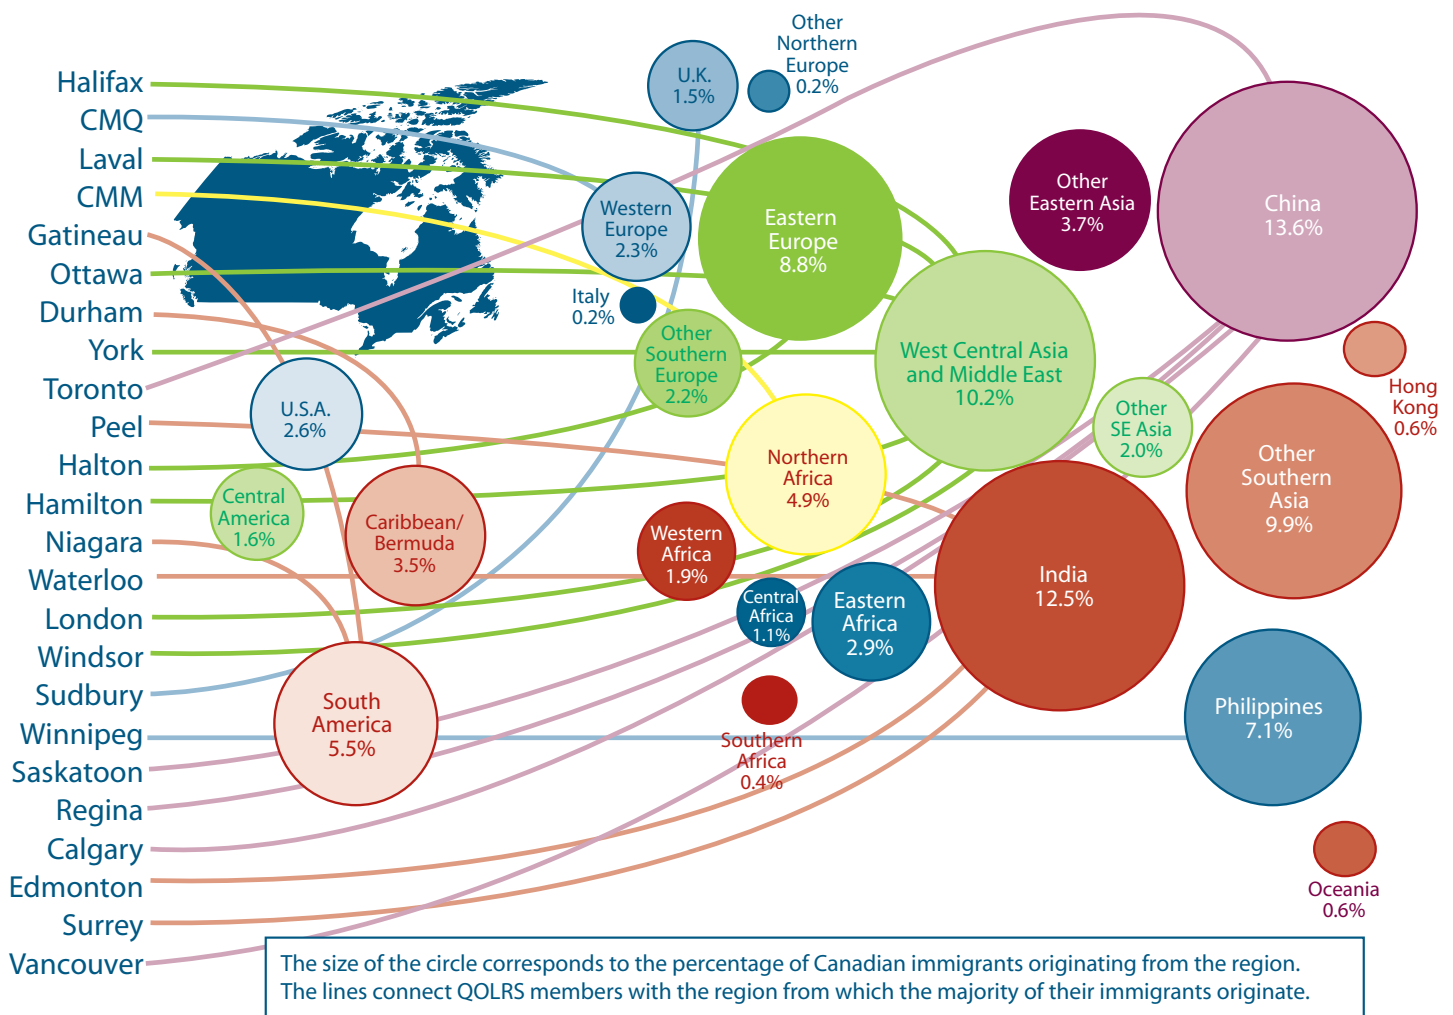 Halifax
CMQ
Laval
CMM
Gatineau
Ottawa
Durham
York
Toronto
Peel
Halton
Hamilton
Niagara
Waterloo
London
Windsor
Sudbury
Winnipeg
Saskatoon
Regina
Calgary
Edmonton
Surrey
Vancouver
U.K.
1.5%
Other
Northern
Europe
0.2%
Western
Europe
2.3%
Italy
0.2%
Eastern
Europe
8.8%
Other
Eastern Asia
3.7%
China
13.6%
Other
Southern
Europe
2.2%
West Central Asia
and Middle East
10.2%
Hong
Kong
0.6%
U.S.A.
2.6%
Other
SE Asia
2.0%
Northern
Africa
4.9%
Other
Southern
Asia
9.9%
Central
America
1.6%
Caribbean/
Bermuda
3.5%
Western
Africa
1.9%
Central
Africa
1.1%
Eastern
Africa
2.9%
India
12.5%
South
America
5.5%
Southern
Africa
0.4%
Philippines
7.1%
Oceania
0.6%
The size of the circle corresponds to the percentage of Canadian immigrants originating from the region.
The lines connect QOLRS members with the region from which the majority of their immigrants originate.